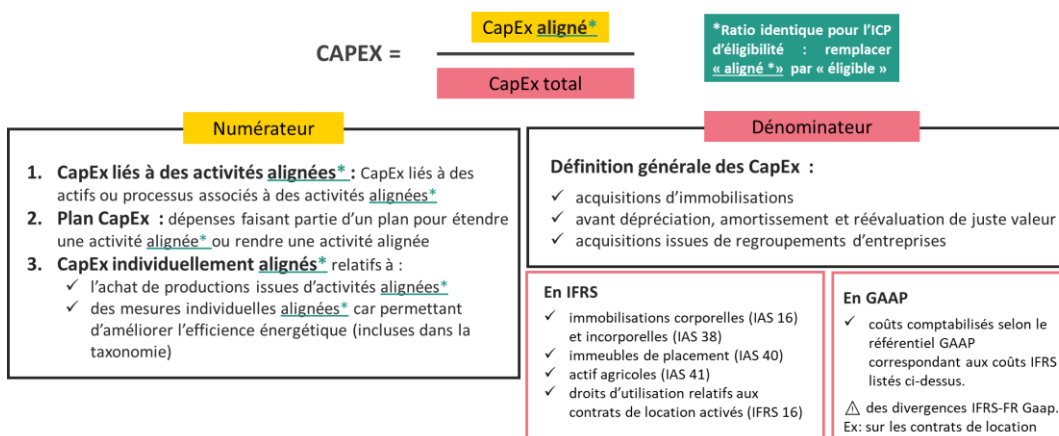 CAPEX =
CapEx aligné*
CapEx total
*Ratio identique pour l'ICP
d'éligibilité : remplacer
« aligné *» par « éligible »
Numérateur
1. CapEx liés à des activités alignées* : CapEx liés à des
actifs ou processus associés à des activités alignées*
2. Plan CapEx : dépenses faisant partie d'un plan pour étendre
une activité alignée* ou rendre une activité alignée
3. CapEx individuellement alignés* relatifs à :
✓ l'achat de productions issues d'activités alignées*
✓ des mesures individuelles alignées* car permettant
d'améliorer l'efficience énergétique (incluses dans la
taxonomie)
Dénominateur
Définition générale des CapEx :
✓ acquisitions d'immobilisations
✓ avant dépréciation, amortissement et réévaluation de juste valeur
✓ acquisitions issues de regroupements d'entreprises
En IFRS
✓ immobilisations corporelles (IAS 16)
et incorporelles (IAS 38)
✓ immeubles de placement (IAS 40)
✓ actif agricoles (IAS 41)
✓ droits d'utilisation relatifs aux
contrats de location activés (IFRS 16)
En GAAP
✓ coûts comptabilisés selon le
référentiel GAAP
correspondant aux coûts IFRS
listés ci-dessus.
⚠ des divergences IFRS-FR Gaap.
Ex: sur les contrats de location